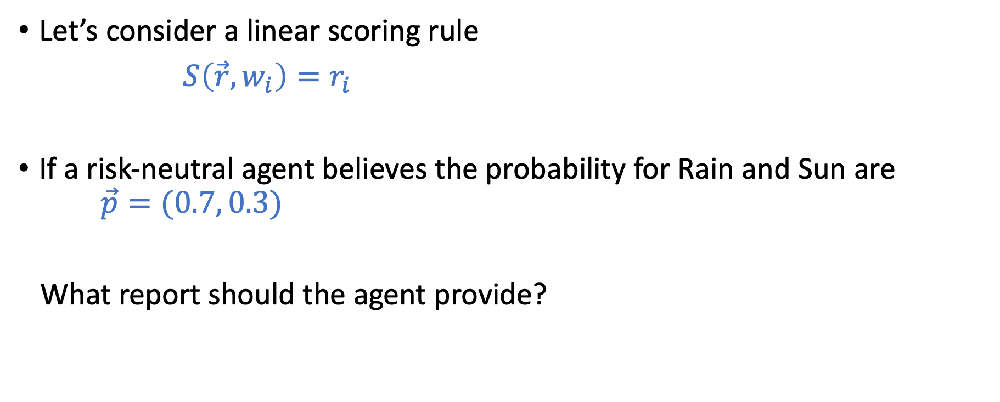 • Let’s consider a linear scoring rule
$S(\vec{r}, w_i) = r_i$
• If a risk-neutral agent believes the probability for Rain and Sun are
$\vec{p} = (0.7, 0.3)$
What report should the agent provide?